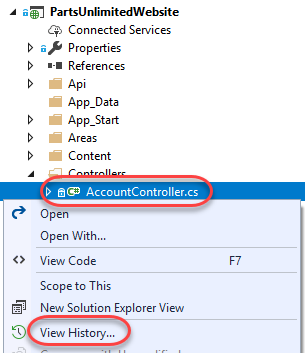 PartsUnlimitedWebsite
Connected Services
Properties
References
Api
App_Data
App_Start
Areas
Content
Controllers
AccountController.cs
Open
Open With...
View Code F7
Scope to This
New Solution Explorer View
View History...